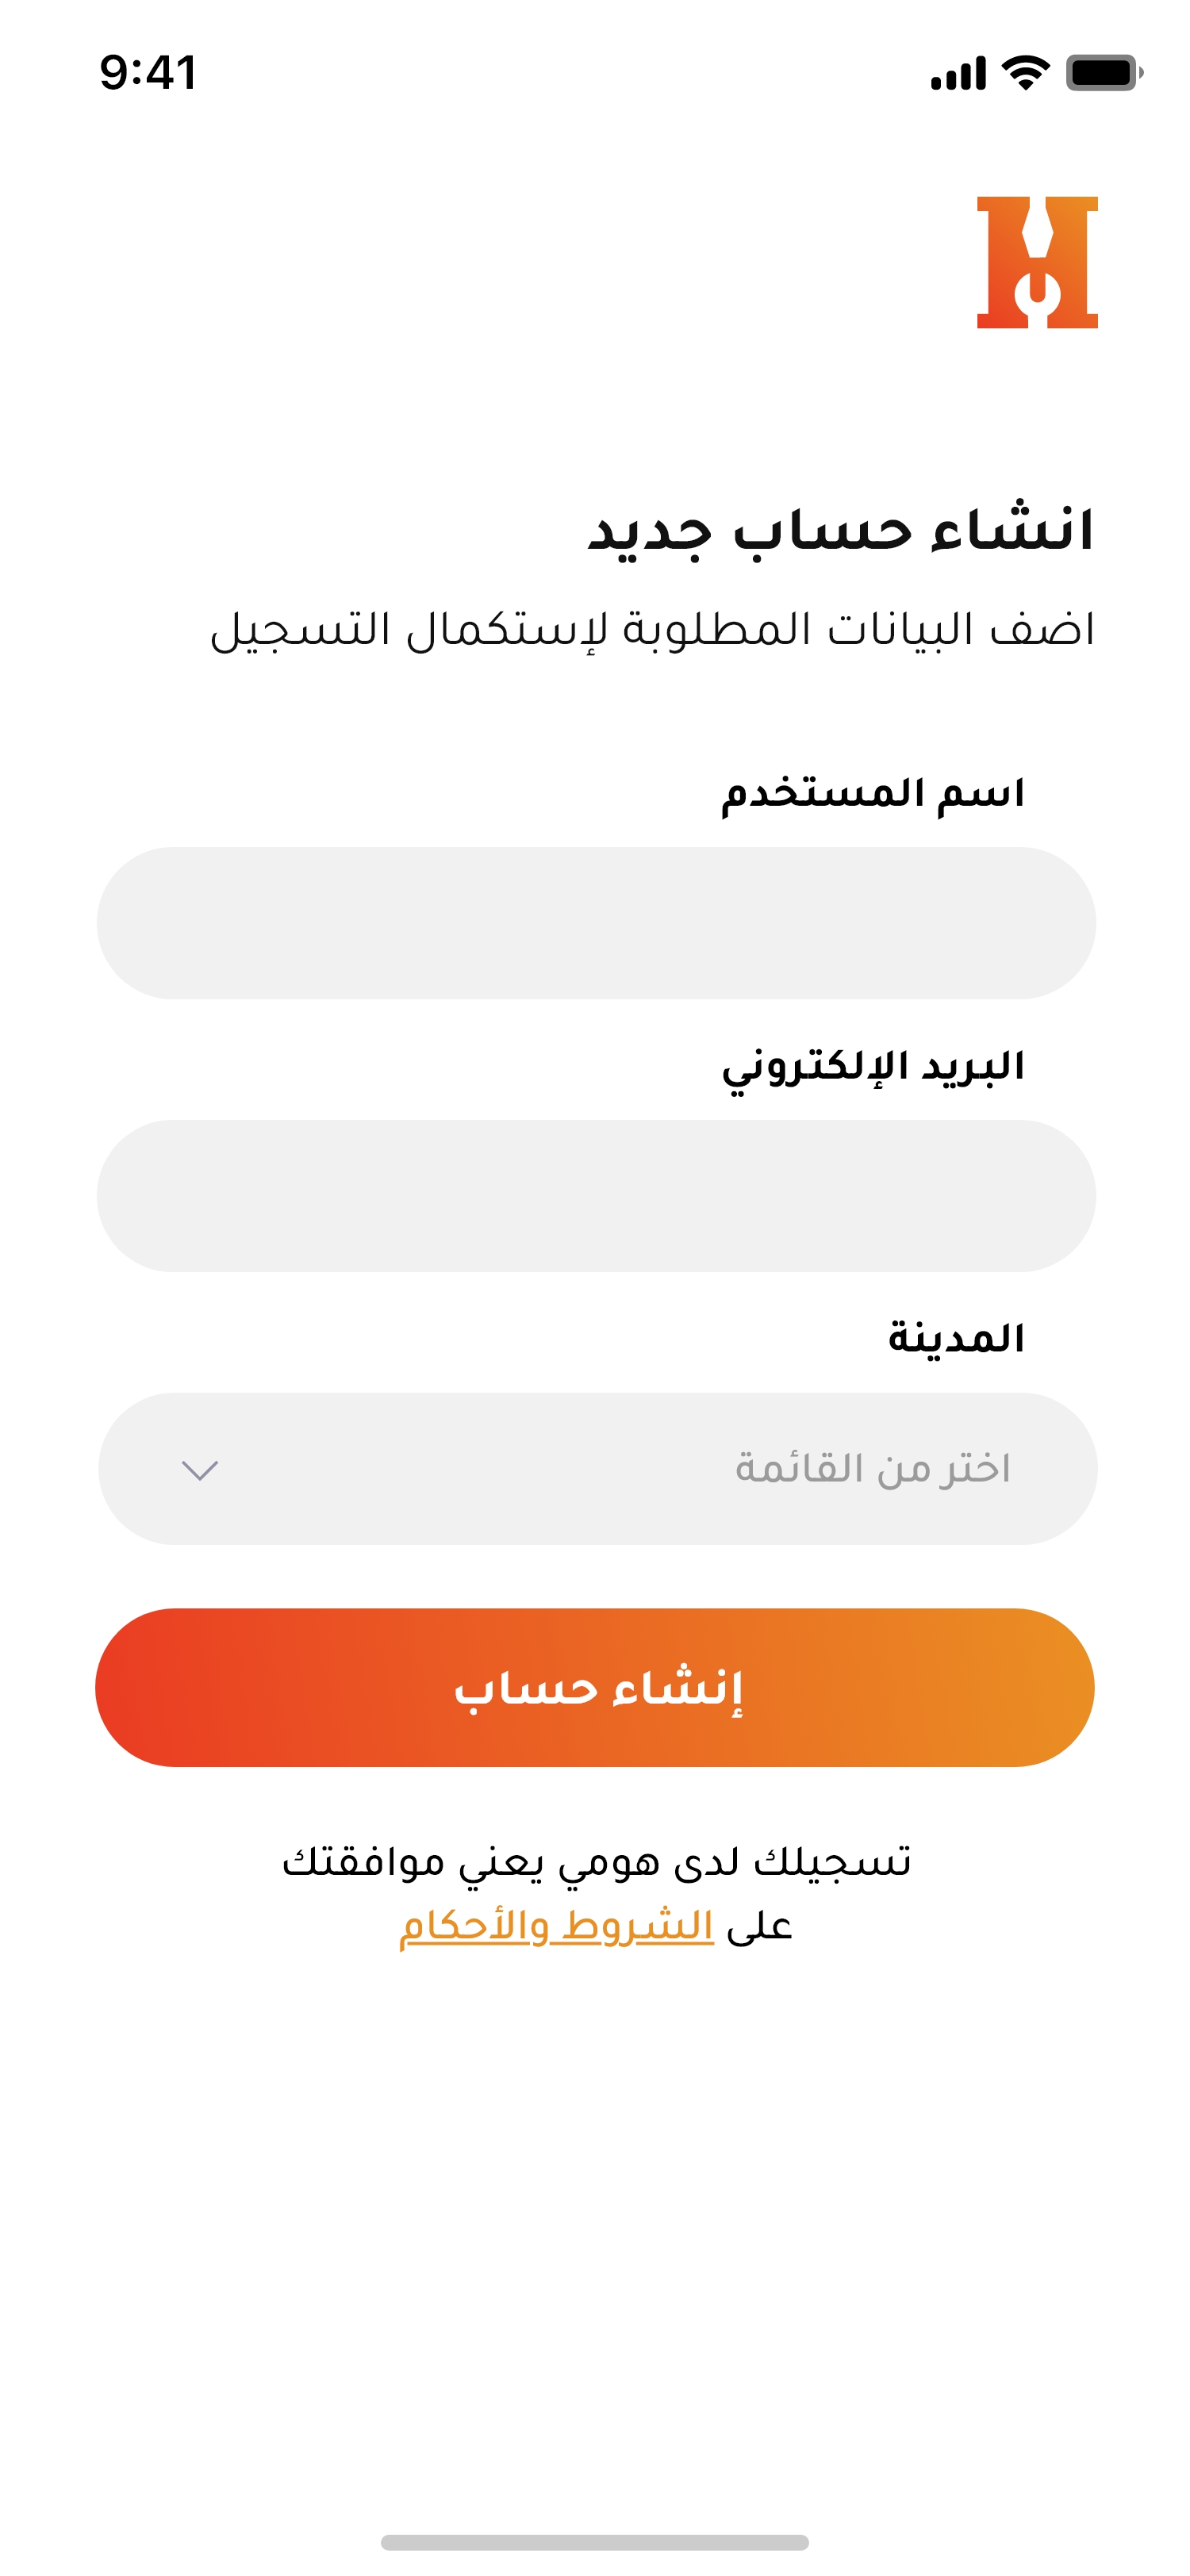 9:41
انشاء حساب جديد
اضف البيانات المطلوبة لإستكمال التسجيل
اسم المستخدم
البريد الإلكتروني
المدينة
اختر من القائمة
إنشاء حساب
تسجيلك لدى هومي يعني موافقتك
على الشروط والأحكام